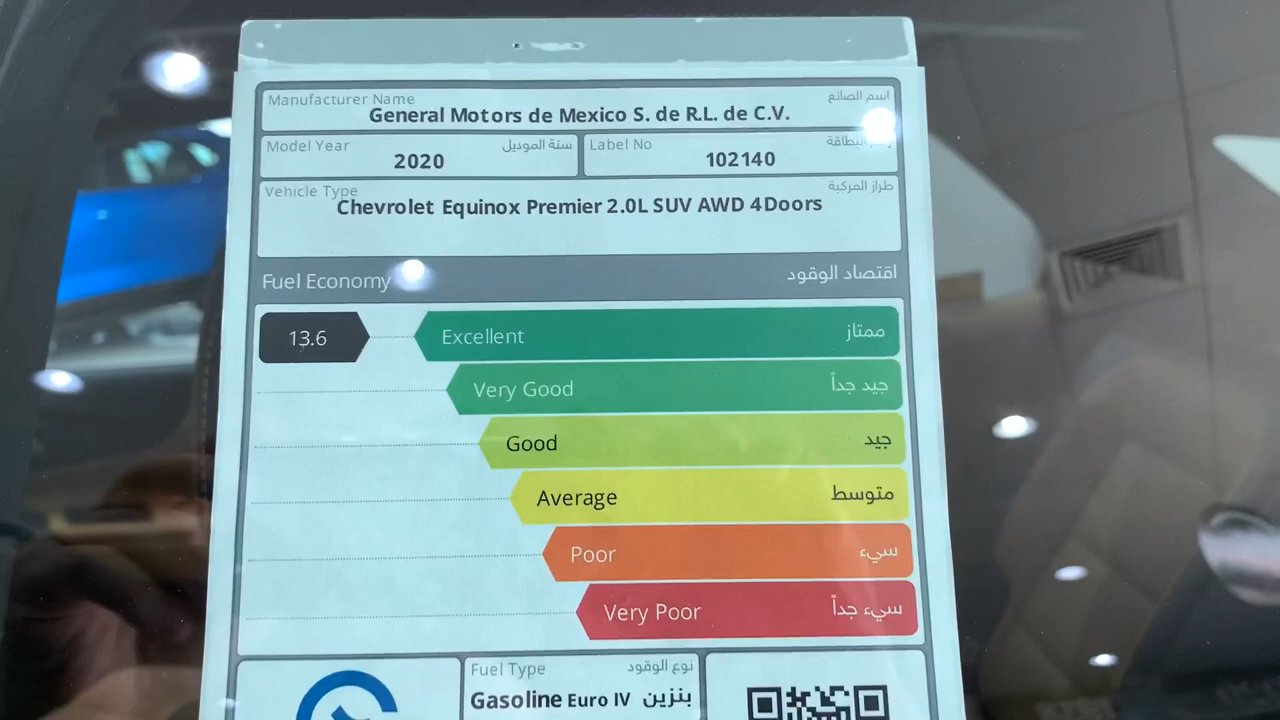 Manufacturer Name اسم الصانع
General Motors de Mexico S. de R.L. de C.V.
Model Year سنة الموديل
2020
Label No البطاقة
102140
Vehicle Type طراز المركبة
Chevrolet Equinox Premier 2.0L SUV AWD 4Doors
Fuel Economy اقتصاد الوقود
13.6 Excellent ممتاز
Very Good جيد جداً
Good جيد
Average متوسط
Poor سيء
Very Poor سيء جداً
Fuel Type نوع الوقود
Gasoline Euro IV بنزين